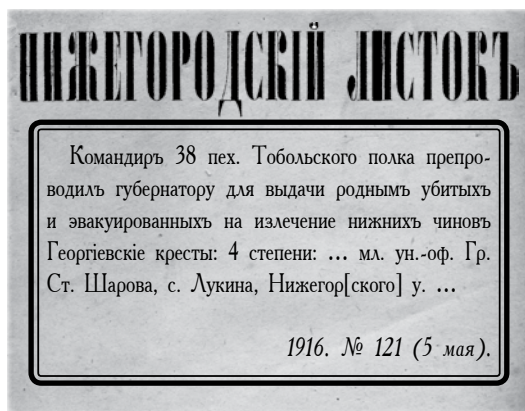 НИЖЕГОРОДСКІЙ ЛИСТОКЪ
Командиръ 38 пех. Тобольского полка препро-
водилъ губернатору для выдачи роднымъ убитыхъ
и эвакуированныхъ на излечение нижнихъ чиновъ
Георгіевскіе кресты: 4 степени: ... мл. ун.-оф. Гр.
Ст. Шарова, с. Лукина, Нижегор[ского] у. ...
1916. № 121 (5 мая).